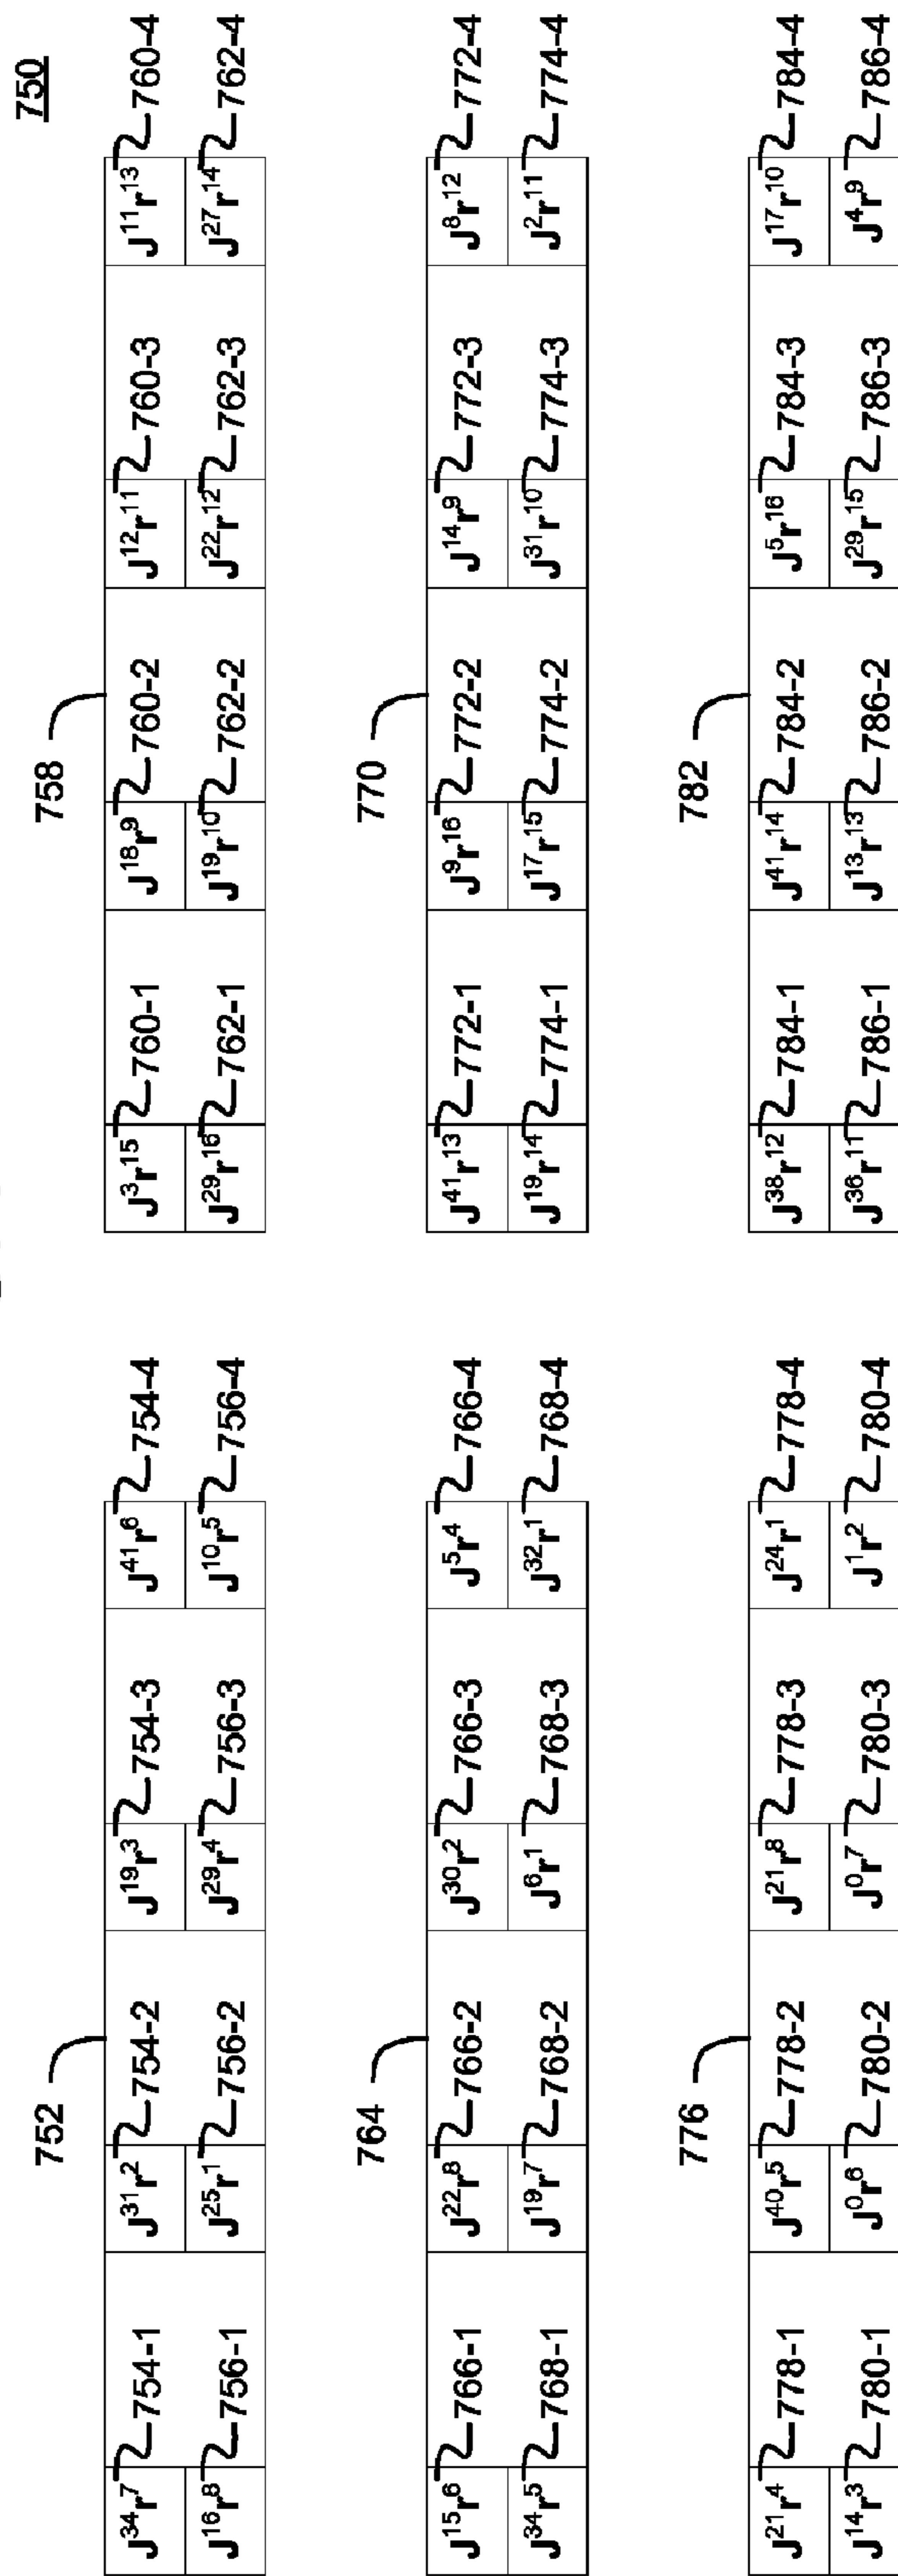 750
752 758
J³⁴r⁷ 754-1 J³¹r² 754-2 J¹⁹r³ 754-3 J⁴¹r⁶ 754-4 J³r¹⁵ 760-1 J¹⁸r⁹ 760-2 J¹²r¹¹ 760-3 J¹¹r¹³ 760-4
J¹⁶r⁸ 756-1 J²⁵r¹ 756-2 J²⁹r⁴ 756-3 J¹⁰r⁵ 756-4 J²⁹r¹⁶ 762-1 J¹⁹r¹⁰ 762-2 J²²r¹² 762-3 J²⁷r¹⁴ 762-4
764 770
J¹⁵r⁶ 766-1 J²²r⁸ 766-2 J³⁰r² 766-3 J⁵r⁴ 766-4 J⁴¹r¹³ 772-1 J⁹r¹⁶ 772-2 J¹⁴r⁹ 772-3 J⁸r¹² 772-4
J³⁴r⁵ 768-1 J¹⁹r⁷ 768-2 J⁶r¹ 768-3 J³²r¹ 768-4 J¹⁹r¹⁴ 774-1 J¹⁷r¹⁵ 774-2 J³¹r¹⁰ 774-3 J²r¹¹ 774-4
776 782
J²¹r⁴ 778-1 J⁴⁰r⁵ 778-2 J²¹r⁸ 778-3 J²⁴r¹ 778-4 J³⁸r¹² 784-1 J⁴¹r¹⁴ 784-2 J⁵r¹⁶ 784-3 J¹⁷r¹⁰ 784-4
J¹⁴r³ 780-1 J⁰r⁶ 780-2 J⁰r⁷ 780-3 J¹r² 780-4 J³⁶r¹¹ 786-1 J¹³r¹³ 786-2 J²⁹r¹⁵ 786-3 J⁴r⁹ 786-4